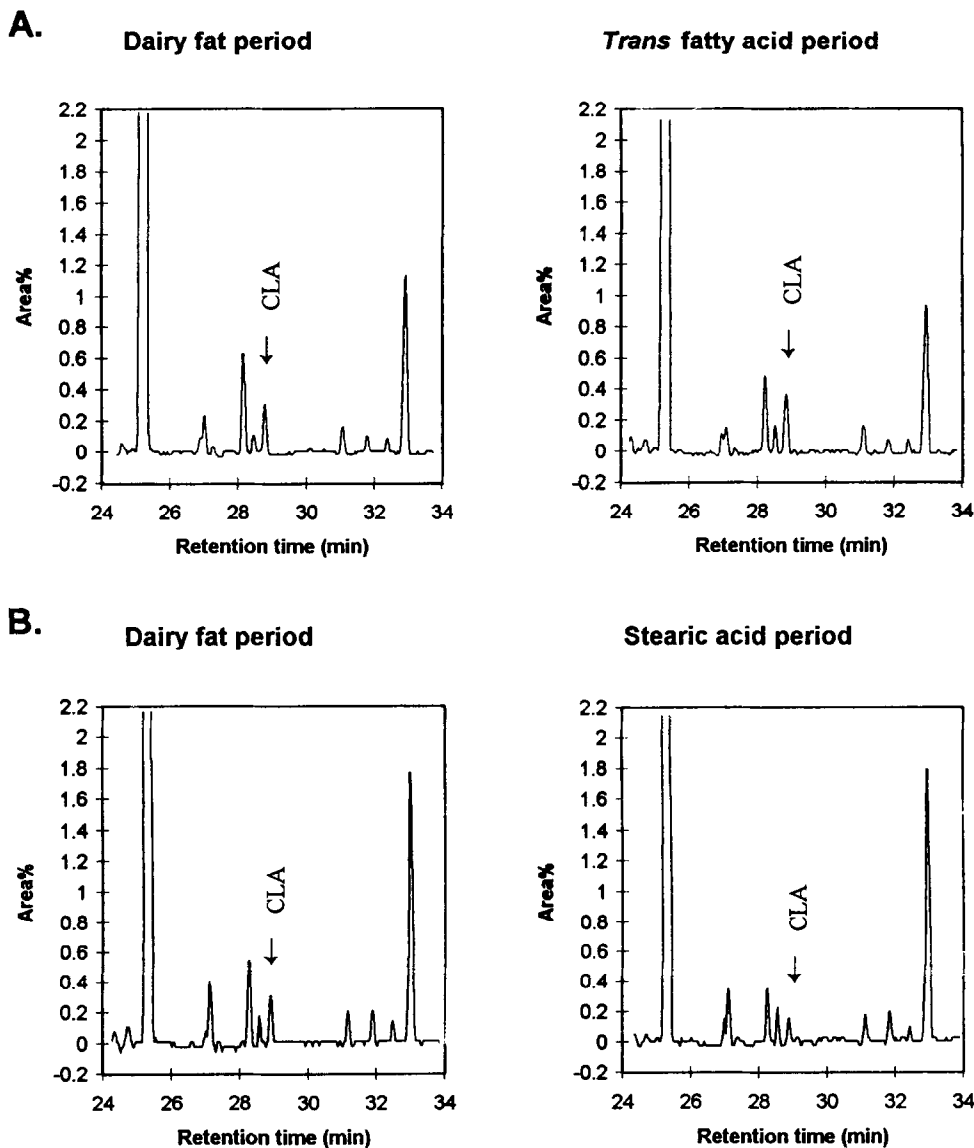 A.
Dairy fat period
Trans fatty acid period
2.2
2
1.8
1.6
1.4
1.2
1
0.8
0.6
0.4
0.2
0
-0.2
Area%
CLA
24 26 28 30 32 34
Retention time (min)
2.2
2
1.8
1.6
1.4
1.2
1
0.8
0.6
0.4
0.2
0
-0.2
Area%
CLA
24 26 28 30 32 34
Retention time (min)
B.
Dairy fat period
Stearic acid period
2.2
2
1.8
1.6
1.4
1.2
1
0.8
0.6
0.4
0.2
0
-0.2
Area%
CLA
24 26 28 30 32 34
Retention time (min)
2.2
2
1.8
1.6
1.4
1.2
1
0.8
0.6
0.4
0.2
0
-0.2
Area%
CLA
24 26 28 30 32 34
Retention time (min)